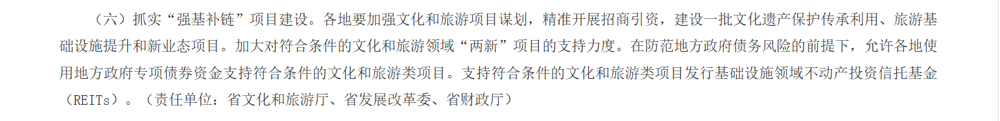 （六）抓实“强基补链”项目建设。各地要加强文化和旅游项目谋划，精准开展招商引资，建设一批文化遗产保护传承利用、旅游基
础设施提升和新业态项目。加大对符合条件的文化和旅游领域“两新”项目的支持力度。在防范地方政府债务风险的前提下，允许各地使
用地方政府专项债券资金支持符合条件的文化和旅游类项目。支持符合条件的文化和旅游类项目发行基础设施领域不动产投资信托基金
（REITs）。（责任单位：省文化和旅游厅、省发展改革委、省财政厅）